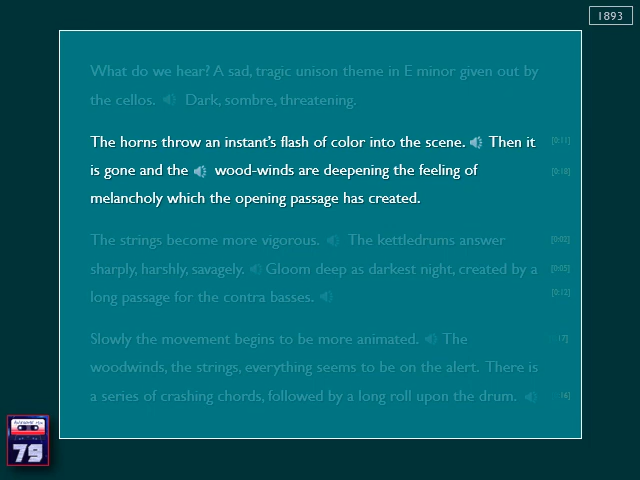 1893
What do we hear? A sad, tragic unison theme in E minor given out by
the cellos. Dark, sombre, threatening.
The horns throw an instant's flash of color into the scene. Then it
[0:11]
is gone and the wood-winds are deepening the feeling of
[0:18]
melancholy which the opening passage has created.
The strings become more vigorous. The kettledrums answer
[0:02]
sharply, harshly, savagely. Gloom deep as darkest night, created by a
[0:05]
long passage for the contra basses.
[0:13]
Slowly the movement begins to be more animated. The
:17]
woodwinds, the strings, everything seems to be on the alert. There is
a series of crashing chords, followed by a long roll upon the drum.
:16]
79